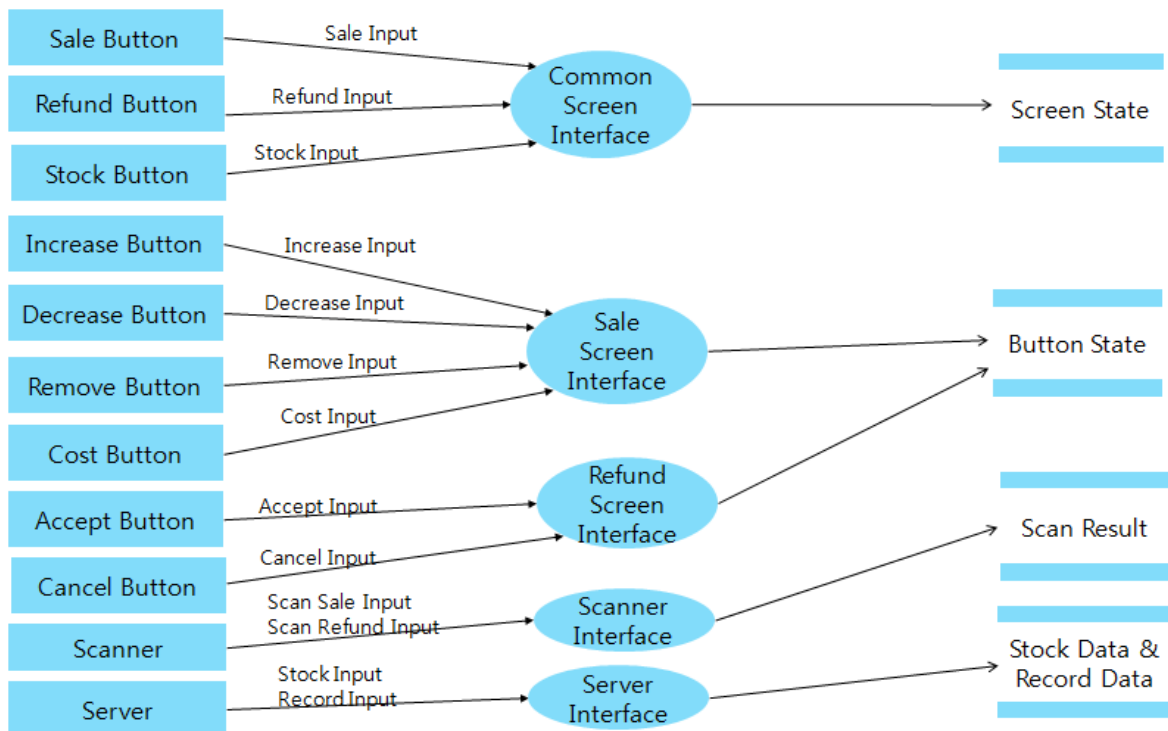 Sale Button
Sale Input
Refund Button
Refund Input
Stock Button
Stock Input
Common
Screen
Interface
Screen State
Increase Button
Increase Input
Decrease Button
Decrease Input
Remove Button
Remove Input
Cost Button
Cost Input
Sale
Screen
Interface
Button State
Accept Button
Accept Input
Cancel Button
Cancel Input
Refund
Screen
Interface
Scanner
Scan Sale Input
Scan Refund Input
Scanner
Interface
Scan Result
Server
Stock Input
Record Input
Server
Interface
Stock Data &
Record Data